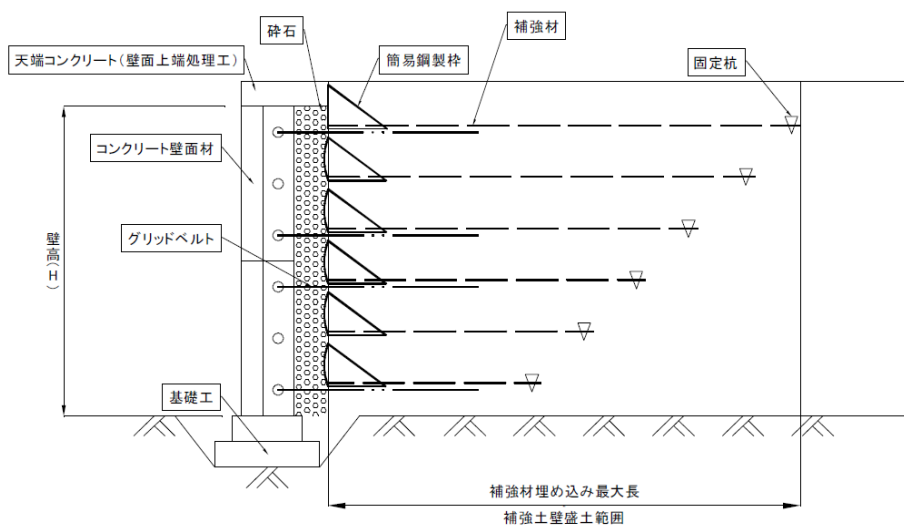 砕石
補強材
天端コンクリート(壁面上端処理工)
簡易鋼製枠
固定杭
コンクリート壁面材
グリッドベルト
壁高(H)
基礎工
補強材埋め込み最大長
補強土壁盛土範囲